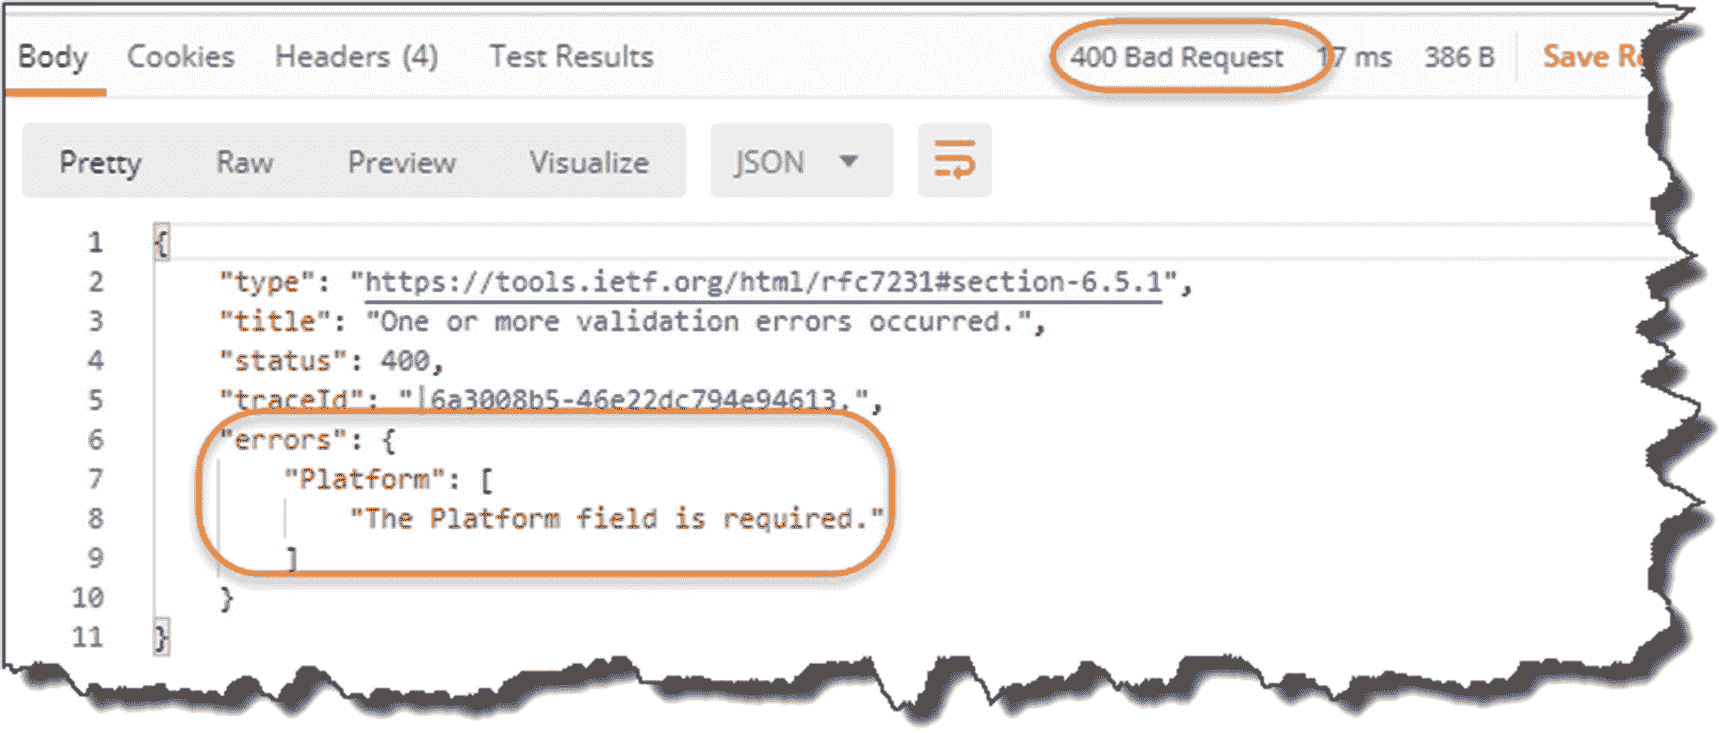 Body Cookies Headers (4) Test Results 400 Bad Request 17 ms 386 B Save Re
Pretty Raw Preview Visualize JSON
1 {
2 "type": "https://tools.ietf.org/html/rfc7231#section-6.5.1",
3 "title": "One or more validation errors occurred.",
4 "status": 400,
5 "traceId": "|6a3008b5-46e22dc794e94613.",
6 "errors": {
7 "Platform": [
8 "The Platform field is required."
9 ]
10 }
11 }